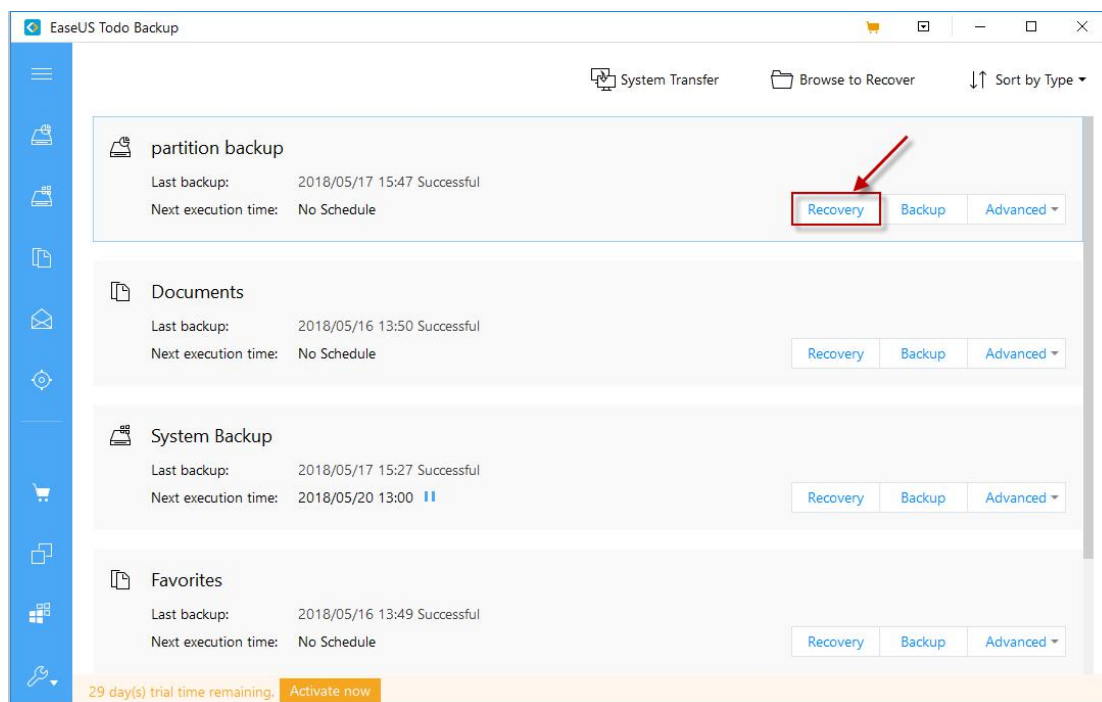 EaseUS Todo Backup
System Transfer Browse to Recover Sort by Type
partition backup
Last backup: 2018/05/17 15:47 Successful
Next execution time: No Schedule
Recovery Backup Advanced
Documents
Last backup: 2018/05/16 13:50 Successful
Next execution time: No Schedule
Recovery Backup Advanced
System Backup
Last backup: 2018/05/17 15:27 Successful
Next execution time: 2018/05/20 13:00
Recovery Backup Advanced
Favorites
Last backup: 2018/05/16 13:49 Successful
Next execution time: No Schedule
Recovery Backup Advanced
29 day(s) trial time remaining. Activate now